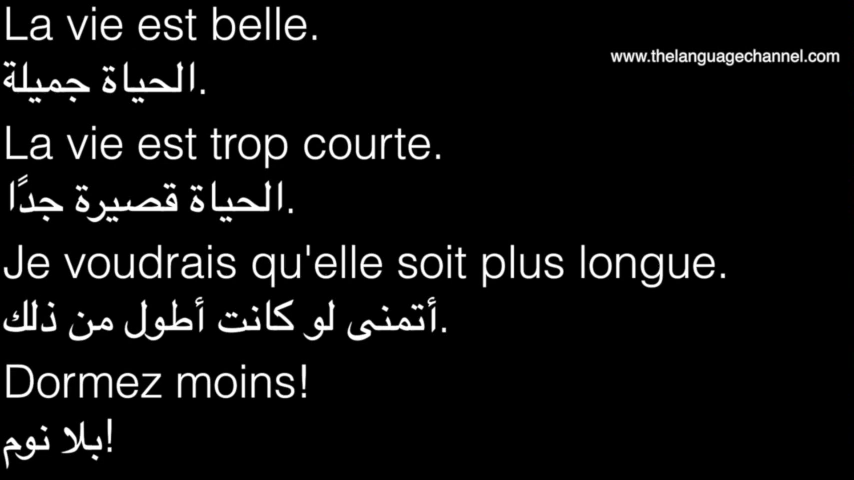 La vie est belle.
www.thelanguagechannel.com
الحياة جميلة.
La vie est trop courte.
الحياة قصيرة جدًا.
Je voudrais qu'elle soit plus longue.
أتمنى لو كانت أطول من ذلك.
Dormez moins!
بلا نوم!